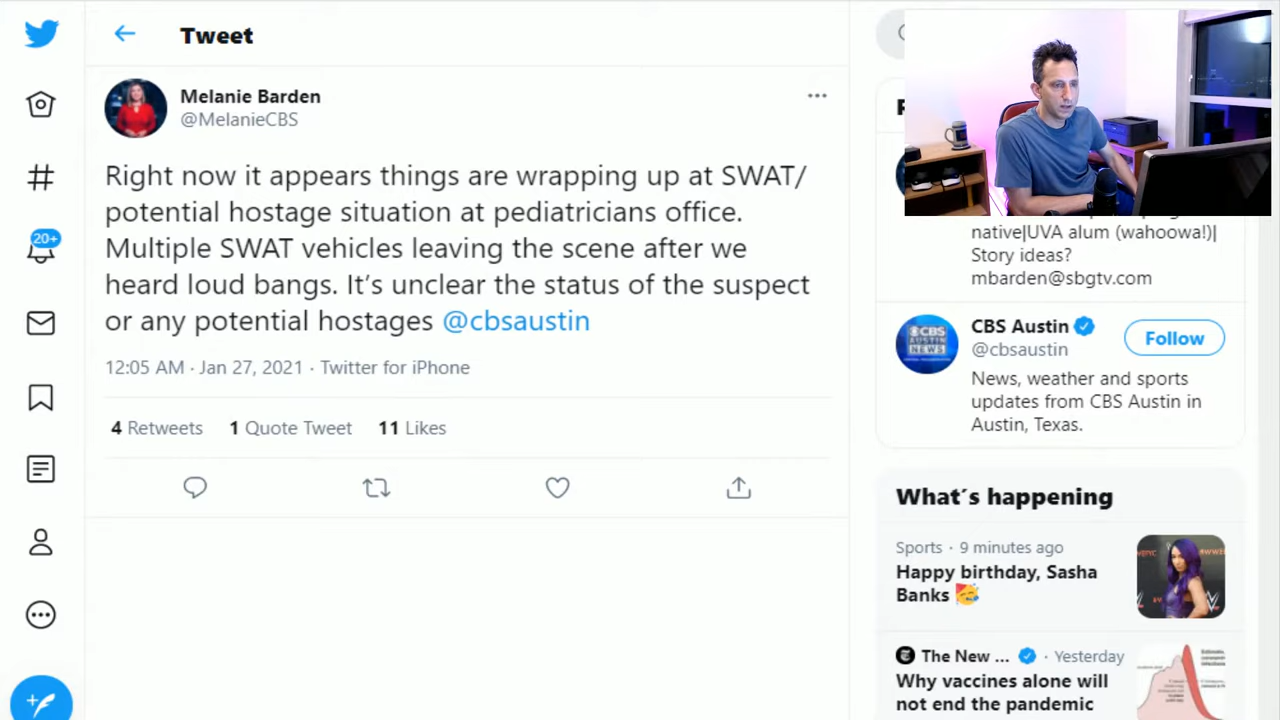 Tweet
Melanie Barden
@MelanieCBS
Right now it appears things are wrapping up at SWAT/
potential hostage situation at pediatricians office.
Multiple SWAT vehicles leaving the scene after we
heard loud bangs. It's unclear the status of the suspect
or any potential hostages @cbsaustin
12:05 AM · Jan 27, 2021 · Twitter for iPhone
4 Retweets 1 Quote Tweet 11 Likes
20+
native|UVA alum (wahoowa!)|
Story ideas?
mbarden@sbgtv.com
CBS Austin
@cbsaustin
Follow
News, weather and sports
updates from CBS Austin in
Austin, Texas.
CBS
AUSTIN
NEWS
What´s happening
Sports · 9 minutes ago
Happy birthday, Sasha
Banks 🥳
The New ... · Yesterday
Why vaccines alone will
not end the pandemic